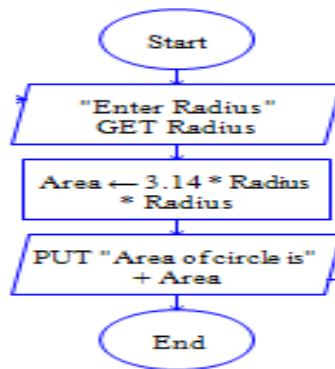 Start
"Enter Radius"
GET Radius
Area ← 3.14 * Radius
* Radius
PUT "Area of circle is"
+ Area
End